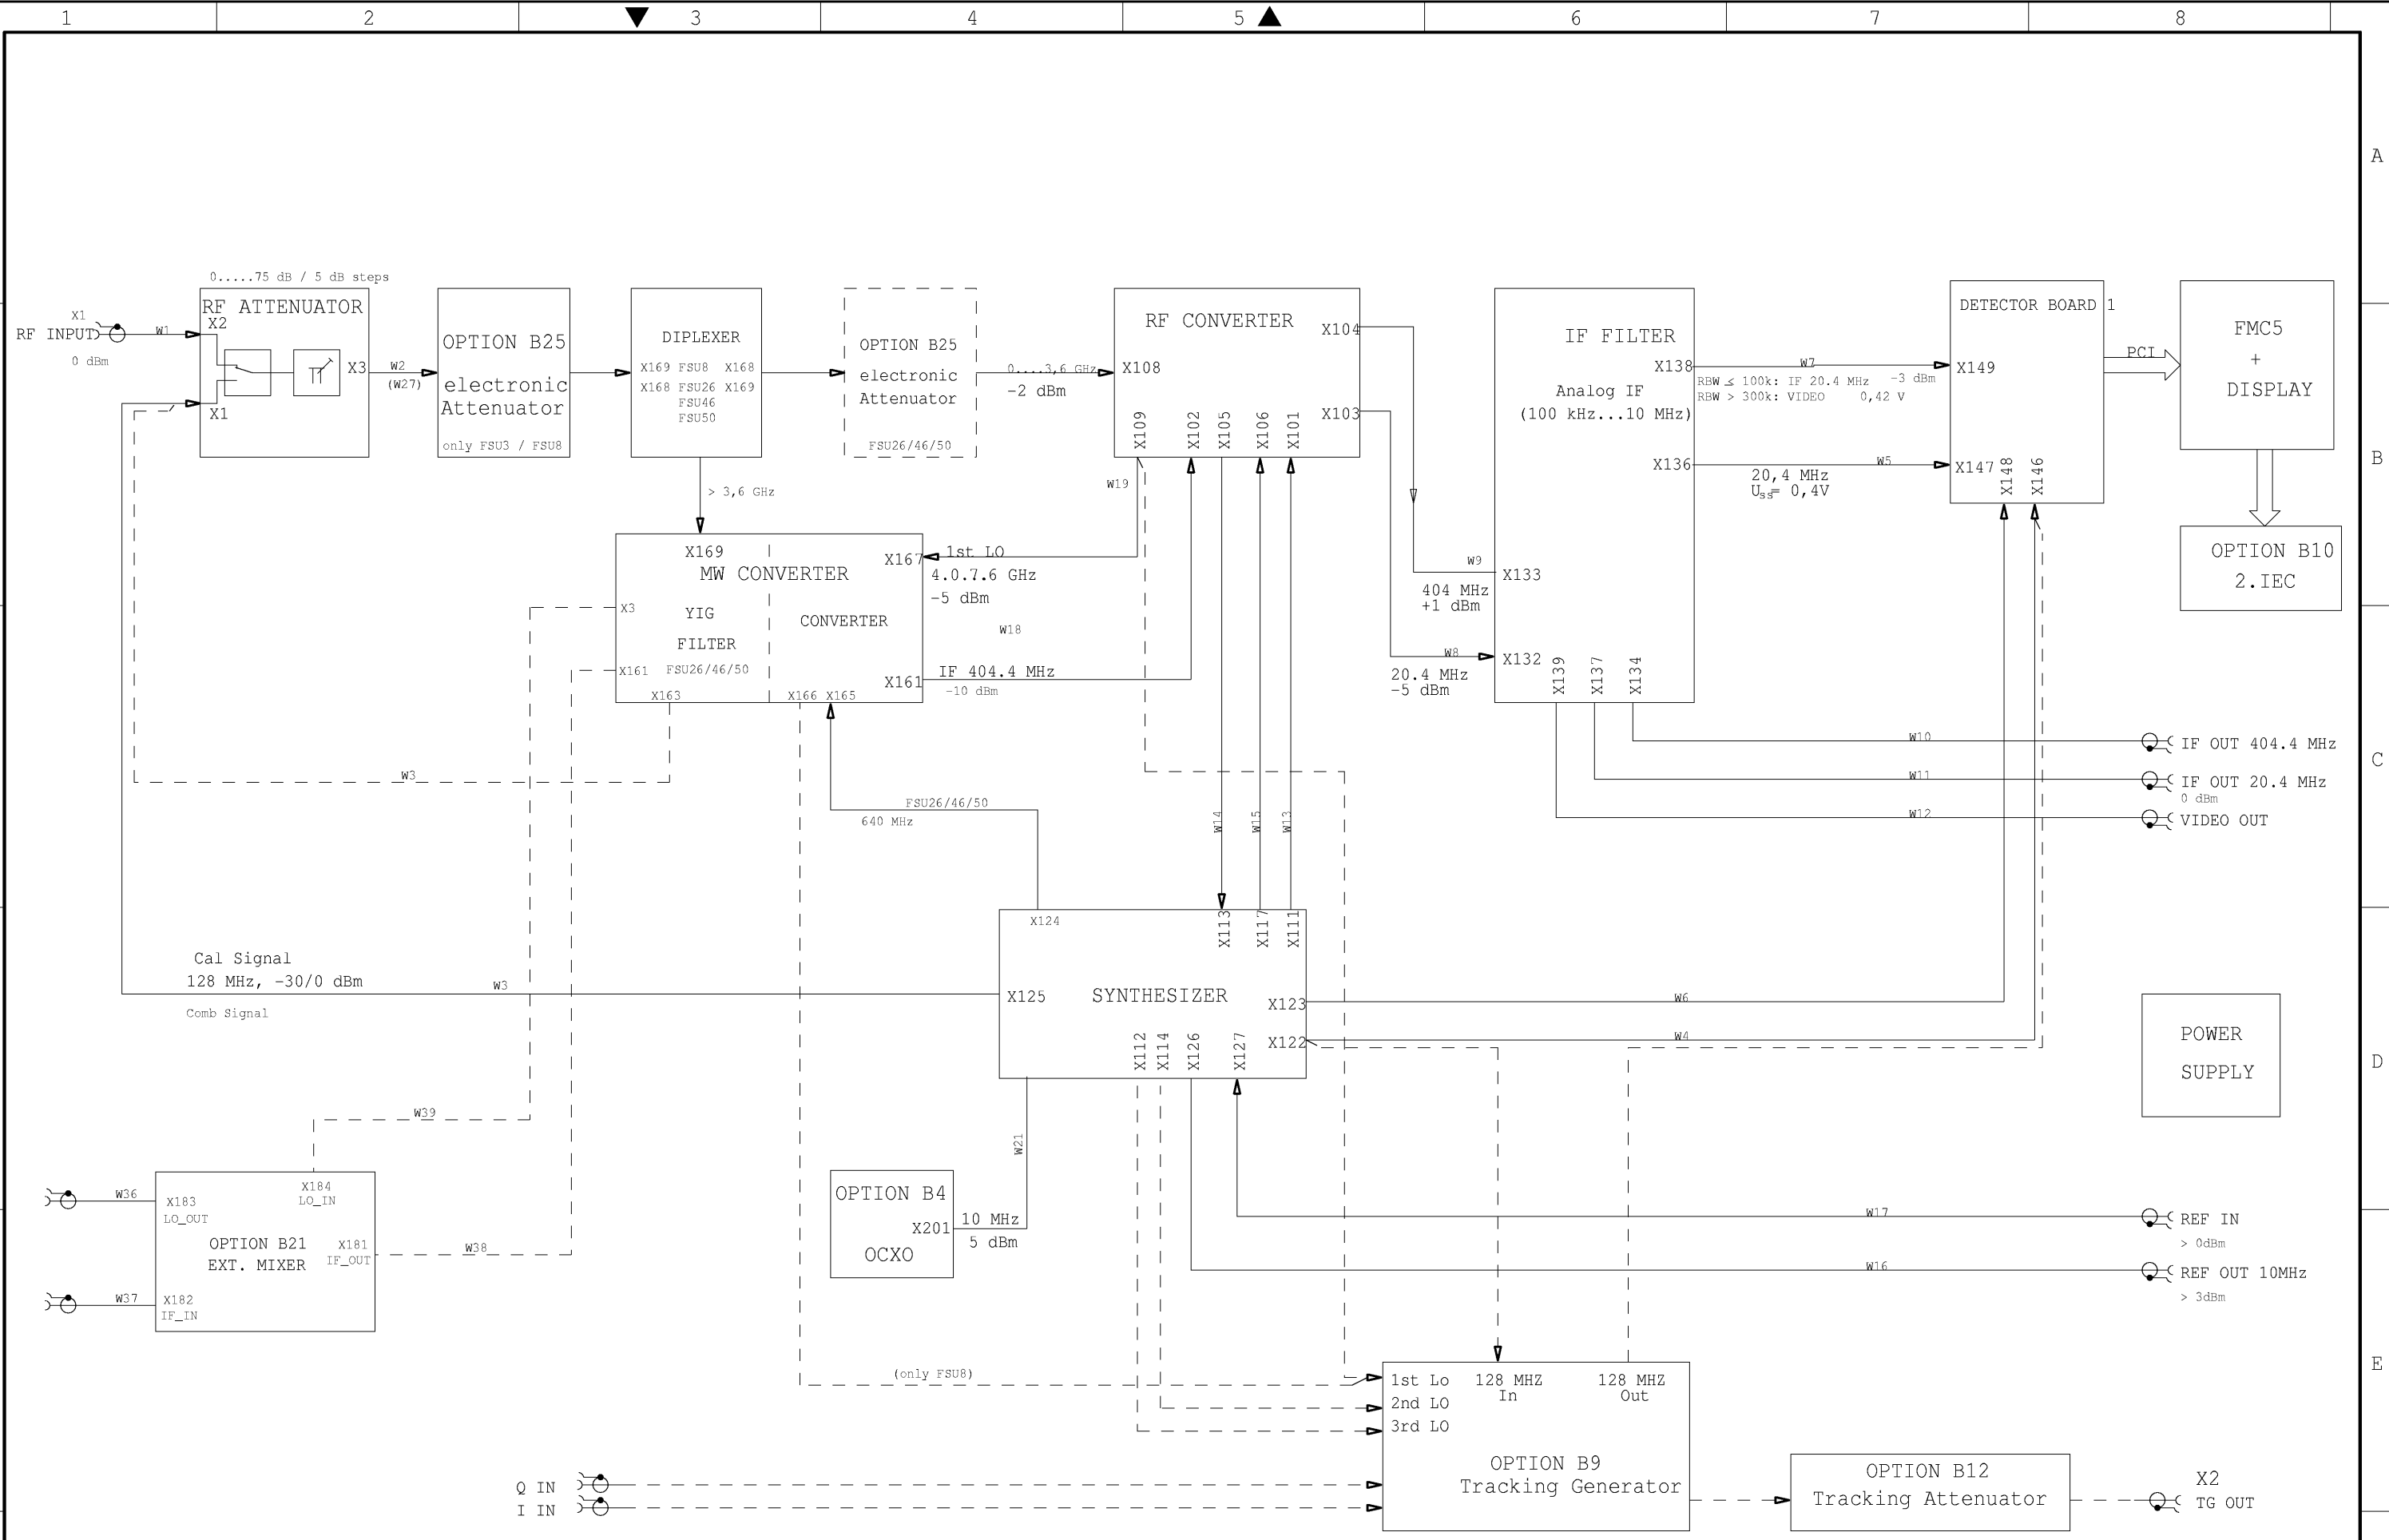 1 2 3 4 5 6 7 8
A
B
C
D
E
0.....75 dB / 5 dB steps
RF ATTENUATOR
X1
RF INPUT
0 dBm
W1
X2
X3
X1
W2
(W27)
OPTION B25
electronic
Attenuator
only FSU3 / FSU8
DIPLEXER
X169 FSU8 X168
X168 FSU26 X169
FSU46
FSU50
> 3,6 GHz
OPTION B25
electronic
Attenuator
FSU26/46/50
0....3,6 GHz
-2 dBm
RF CONVERTER
X108
X104
X103
X109
X102
X105
X106
X101
W19
IF FILTER
Analog IF
(100 kHz...10 MHz)
X138
X136
X133
X132
X139
X137
X134
W7
RBW ≤ 100k: IF 20.4 MHz -3 dBm
RBW > 300k: VIDEO 0,42 V
W5
20,4 MHz
Uss= 0,4V
DETECTOR BOARD 1
X149
X147
X148
X146
PCI
FMC5
+
DISPLAY
OPTION B10
2.IEC
X169
MW CONVERTER
YIG
FILTER
FSU26/46/50
CONVERTER
X3
X161
X163
X166 X165
X167
X161
1st LO
4.0.7.6 GHz
-5 dBm
W18
IF 404.4 MHz
-10 dBm
W9
404 MHz
+1 dBm
W8
20.4 MHz
-5 dBm
W10
IF OUT 404.4 MHz
W11
IF OUT 20.4 MHz
0 dBm
W12
VIDEO OUT
W3
FSU26/46/50
640 MHz
W14
W15
W13
Cal Signal
128 MHz, -30/0 dBm
Comb Signal
W3
SYNTHESIZER
X124
X113
X117
X111
X125
X123
X122
X112
X114
X126
X127
W6
W4
POWER
SUPPLY
W39
W36
X183
LO_OUT
X184
LO_IN
OPTION B21
EXT. MIXER
X181
IF_OUT
W38
W37
X182
IF_IN
OPTION B4
X201
OCXO
10 MHz
5 dBm
W21
W17
REF IN
> 0dBm
W16
REF OUT 10MHz
> 3dBm
(only FSU8)
1st Lo
2nd LO
3rd LO
128 MHZ
In
128 MHZ
Out
OPTION B9
Tracking Generator
Q IN
I IN
OPTION B12
Tracking Attenuator
X2
TG OUT